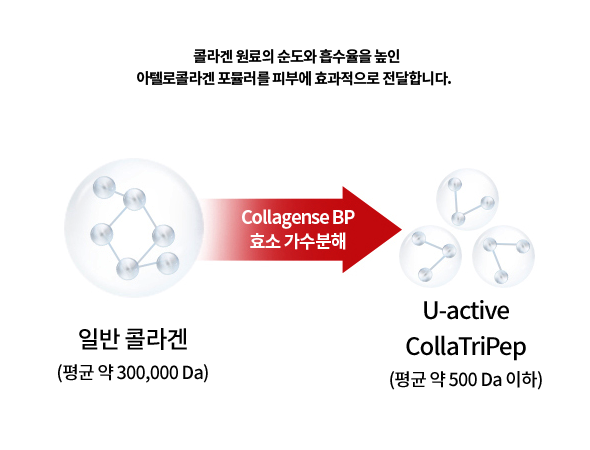 콜라겐 원료의 순도와 흡수율을 높인
아텔로콜라겐 포뮬러를 피부에 효과적으로 전달합니다.
Collagense BP
효소 가수분해
일반 콜라겐
(평균 약 300,000 Da)
U-active
CollaTriPep
(평균 약 500 Da 이하)